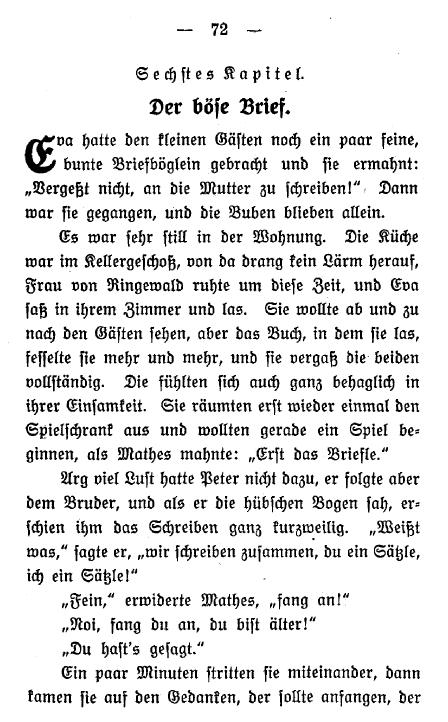 — 72 —
Sechstes Kapitel.
Der böse Brief.
Eva hatte den kleinen Gästen noch ein paar feine,
bunte Briefböglein gebracht und sie ermahnt:
„Vergeßt nicht, an die Mutter zu schreiben!“ Dann
war sie gegangen, und die Buben blieben allein.
Es war sehr still in der Wohnung. Die Küche
war im Kellergeschoß, von da drang kein Lärm herauf,
Frau von Ringewald ruhte um diese Zeit, und Eva
saß in ihrem Zimmer und las. Sie wollte ab und zu
nach den Gästen sehen, aber das Buch, in dem sie las,
fesselte sie mehr und mehr, und sie vergaß die beiden
vollständig. Die fühlten sich auch ganz behaglich in
ihrer Einsamkeit. Sie räumten erst wieder einmal den
Spielschrank aus und wollten gerade ein Spiel be-
ginnen, als Mathes mahnte: „Erst das Briefle.“
Arg viel Lust hatte Peter nicht dazu, er folgte aber
dem Bruder, und als er die hübschen Bogen sah, er-
schien ihm das Schreiben ganz kurzweilig. „Weißt
was,“ sagte er, „wir schreiben zusammen, du ein Sätzle,
ich ein Sätzle!“
„Fein,“ erwiderte Mathes, „fang an!“
„Noi, fang du an, du bist älter!“
„Du hast's gesagt.“
Ein paar Minuten stritten sie miteinander, dann
kamen sie auf den Gedanken, der sollte anfangen, der